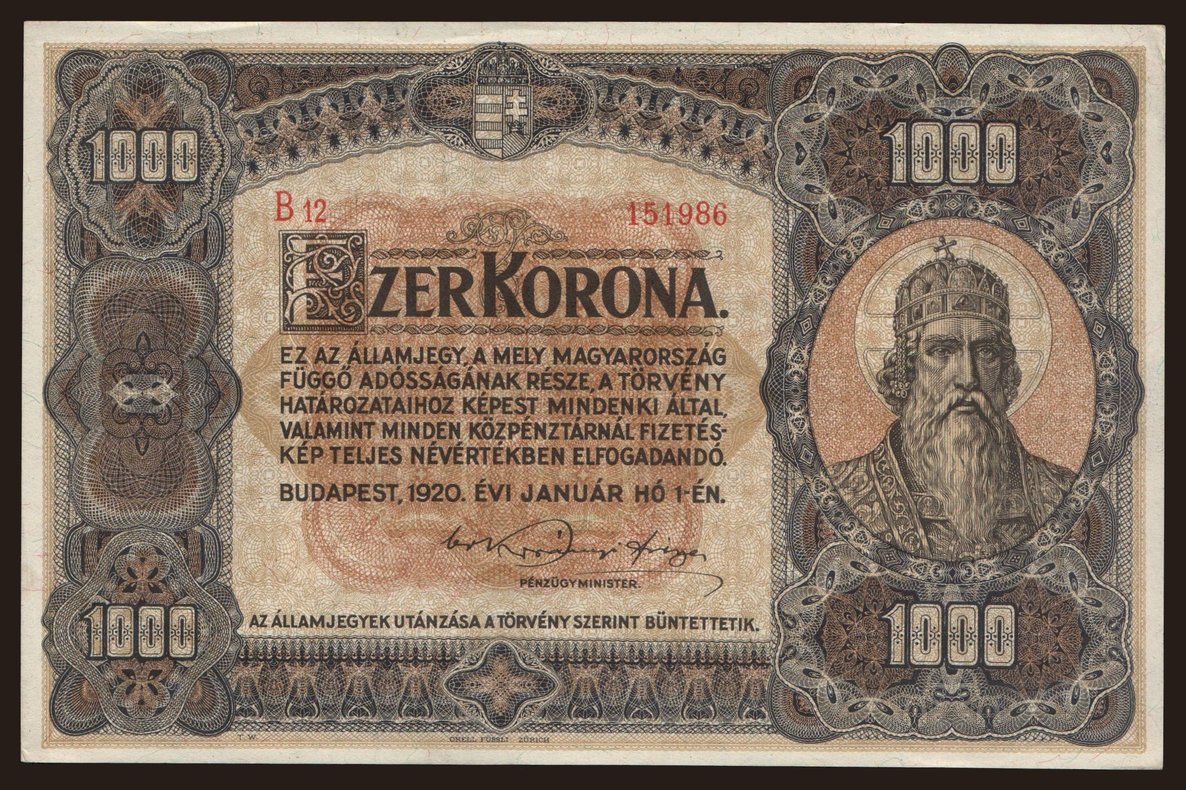 1000
1000
B 12
151986
EZER KORONA.
EZ AZ ÁLLAMJEGY, A MELY MAGYARORSZÁG
FÜGGŐ ADÓSSÁGÁNAK RÉSZE, A TÖRVÉNY
HATÁROZATAIHOZ KÉPEST MINDENKI ÁLTAL,
VALAMINT MINDEN KÖZPÉNZTÁRNÁL FIZETÉS-
KÉP TELJES NÉVÉRTÉKBEN ELFOGADANDÓ.
BUDAPEST, 1920. ÉVI JANUÁR HÓ 1-ÉN.
PÉNZÜGYMINISTER.
AZ ÁLLAMJEGYEK UTÁNZÁSA A TÖRVÉNY SZERINT BÜNTETTETIK.
1000
1000
T. W.
ORELL FÜSSLI ZÜRICH